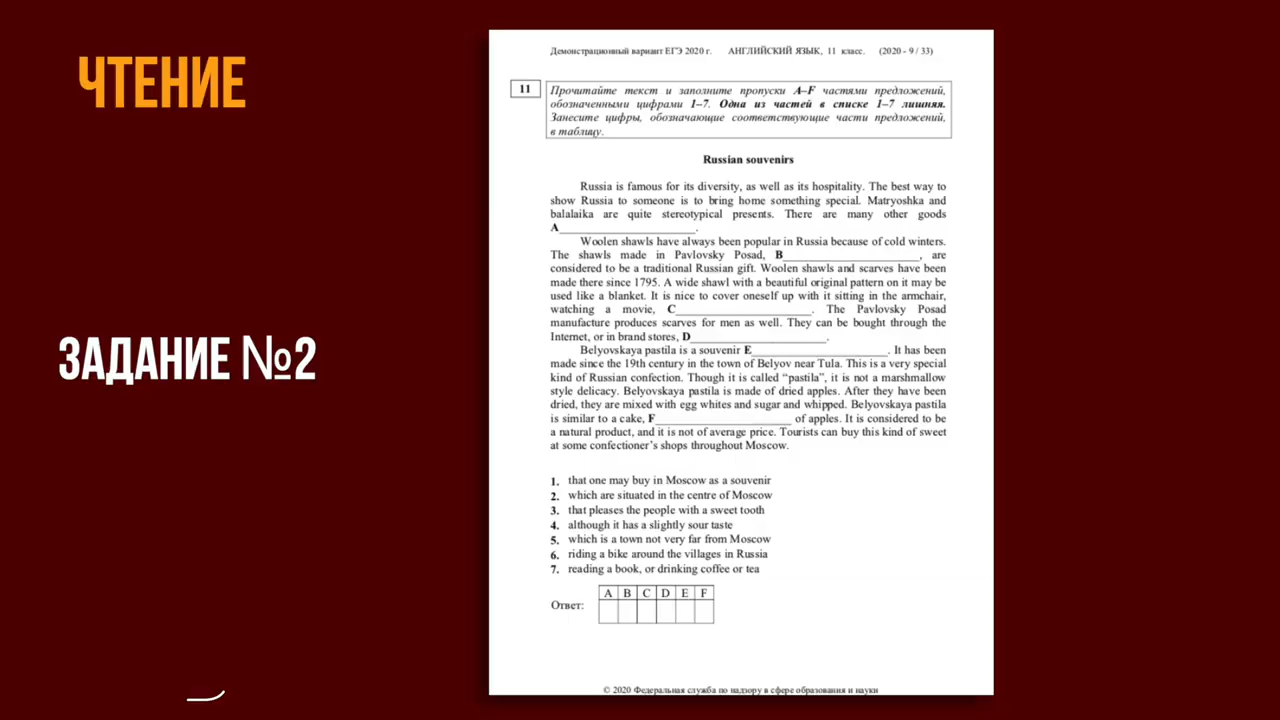 ЧТЕНИЕ
ЗАДАНИЕ №2
Демонстрационный вариант ЕГЭ 2020 г. АНГЛИЙСКИЙ ЯЗЫК, 11 класс. (2020 - 9 / 33)
11
Прочитайте текст и заполните пропуски A–F частями предложений,
обозначенными цифрами 1–7. Одна из частей в списке 1–7 лишняя.
Занесите цифры, обозначающие соответствующие части предложений,
в таблицу.
Russian souvenirs
Russia is famous for its diversity, as well as its hospitality. The best way to
show Russia to someone is to bring home something special. Matryoshka and
balalaika are quite stereotypical presents. There are many other goods
A____________________.
Woolen shawls have always been popular in Russia because of cold winters.
The shawls made in Pavlovsky Posad, B____________________, are
considered to be a traditional Russian gift. Woolen shawls and scarves have been
made there since 1795. A wide shawl with a beautiful original pattern on it may be
used like a blanket. It is nice to cover oneself up with it sitting in the armchair,
watching a movie, C____________________. The Pavlovsky Posad
manufacture produces scarves for men as well. They can be bought through the
Internet, or in brand stores, D____________________.
Belyovskaya pastila is a souvenir E____________________. It has been
made since the 19th century in the town of Belyov near Tula. This is a very special
kind of Russian confection. Though it is called “pastila”, it is not a marshmallow
style delicacy. Belyovskaya pastila is made of dried apples. After they have been
dried, they are mixed with egg whites and sugar and whipped. Belyovskaya pastila
is similar to a cake, F____________________ of apples. It is considered to be
a natural product, and it is not of average price. Tourists can buy this kind of sweet
at some confectioner’s shops throughout Moscow.
1. that one may buy in Moscow as a souvenir
2. which are situated in the centre of Moscow
3. that pleases the people with a sweet tooth
4. although it has a slightly sour taste
5. which is a town not very far from Moscow
6. riding a bike around the villages in Russia
7. reading a book, or drinking coffee or tea
A B C D E F
Ответ:
© 2020 Федеральная служба по надзору в сфере образования и науки